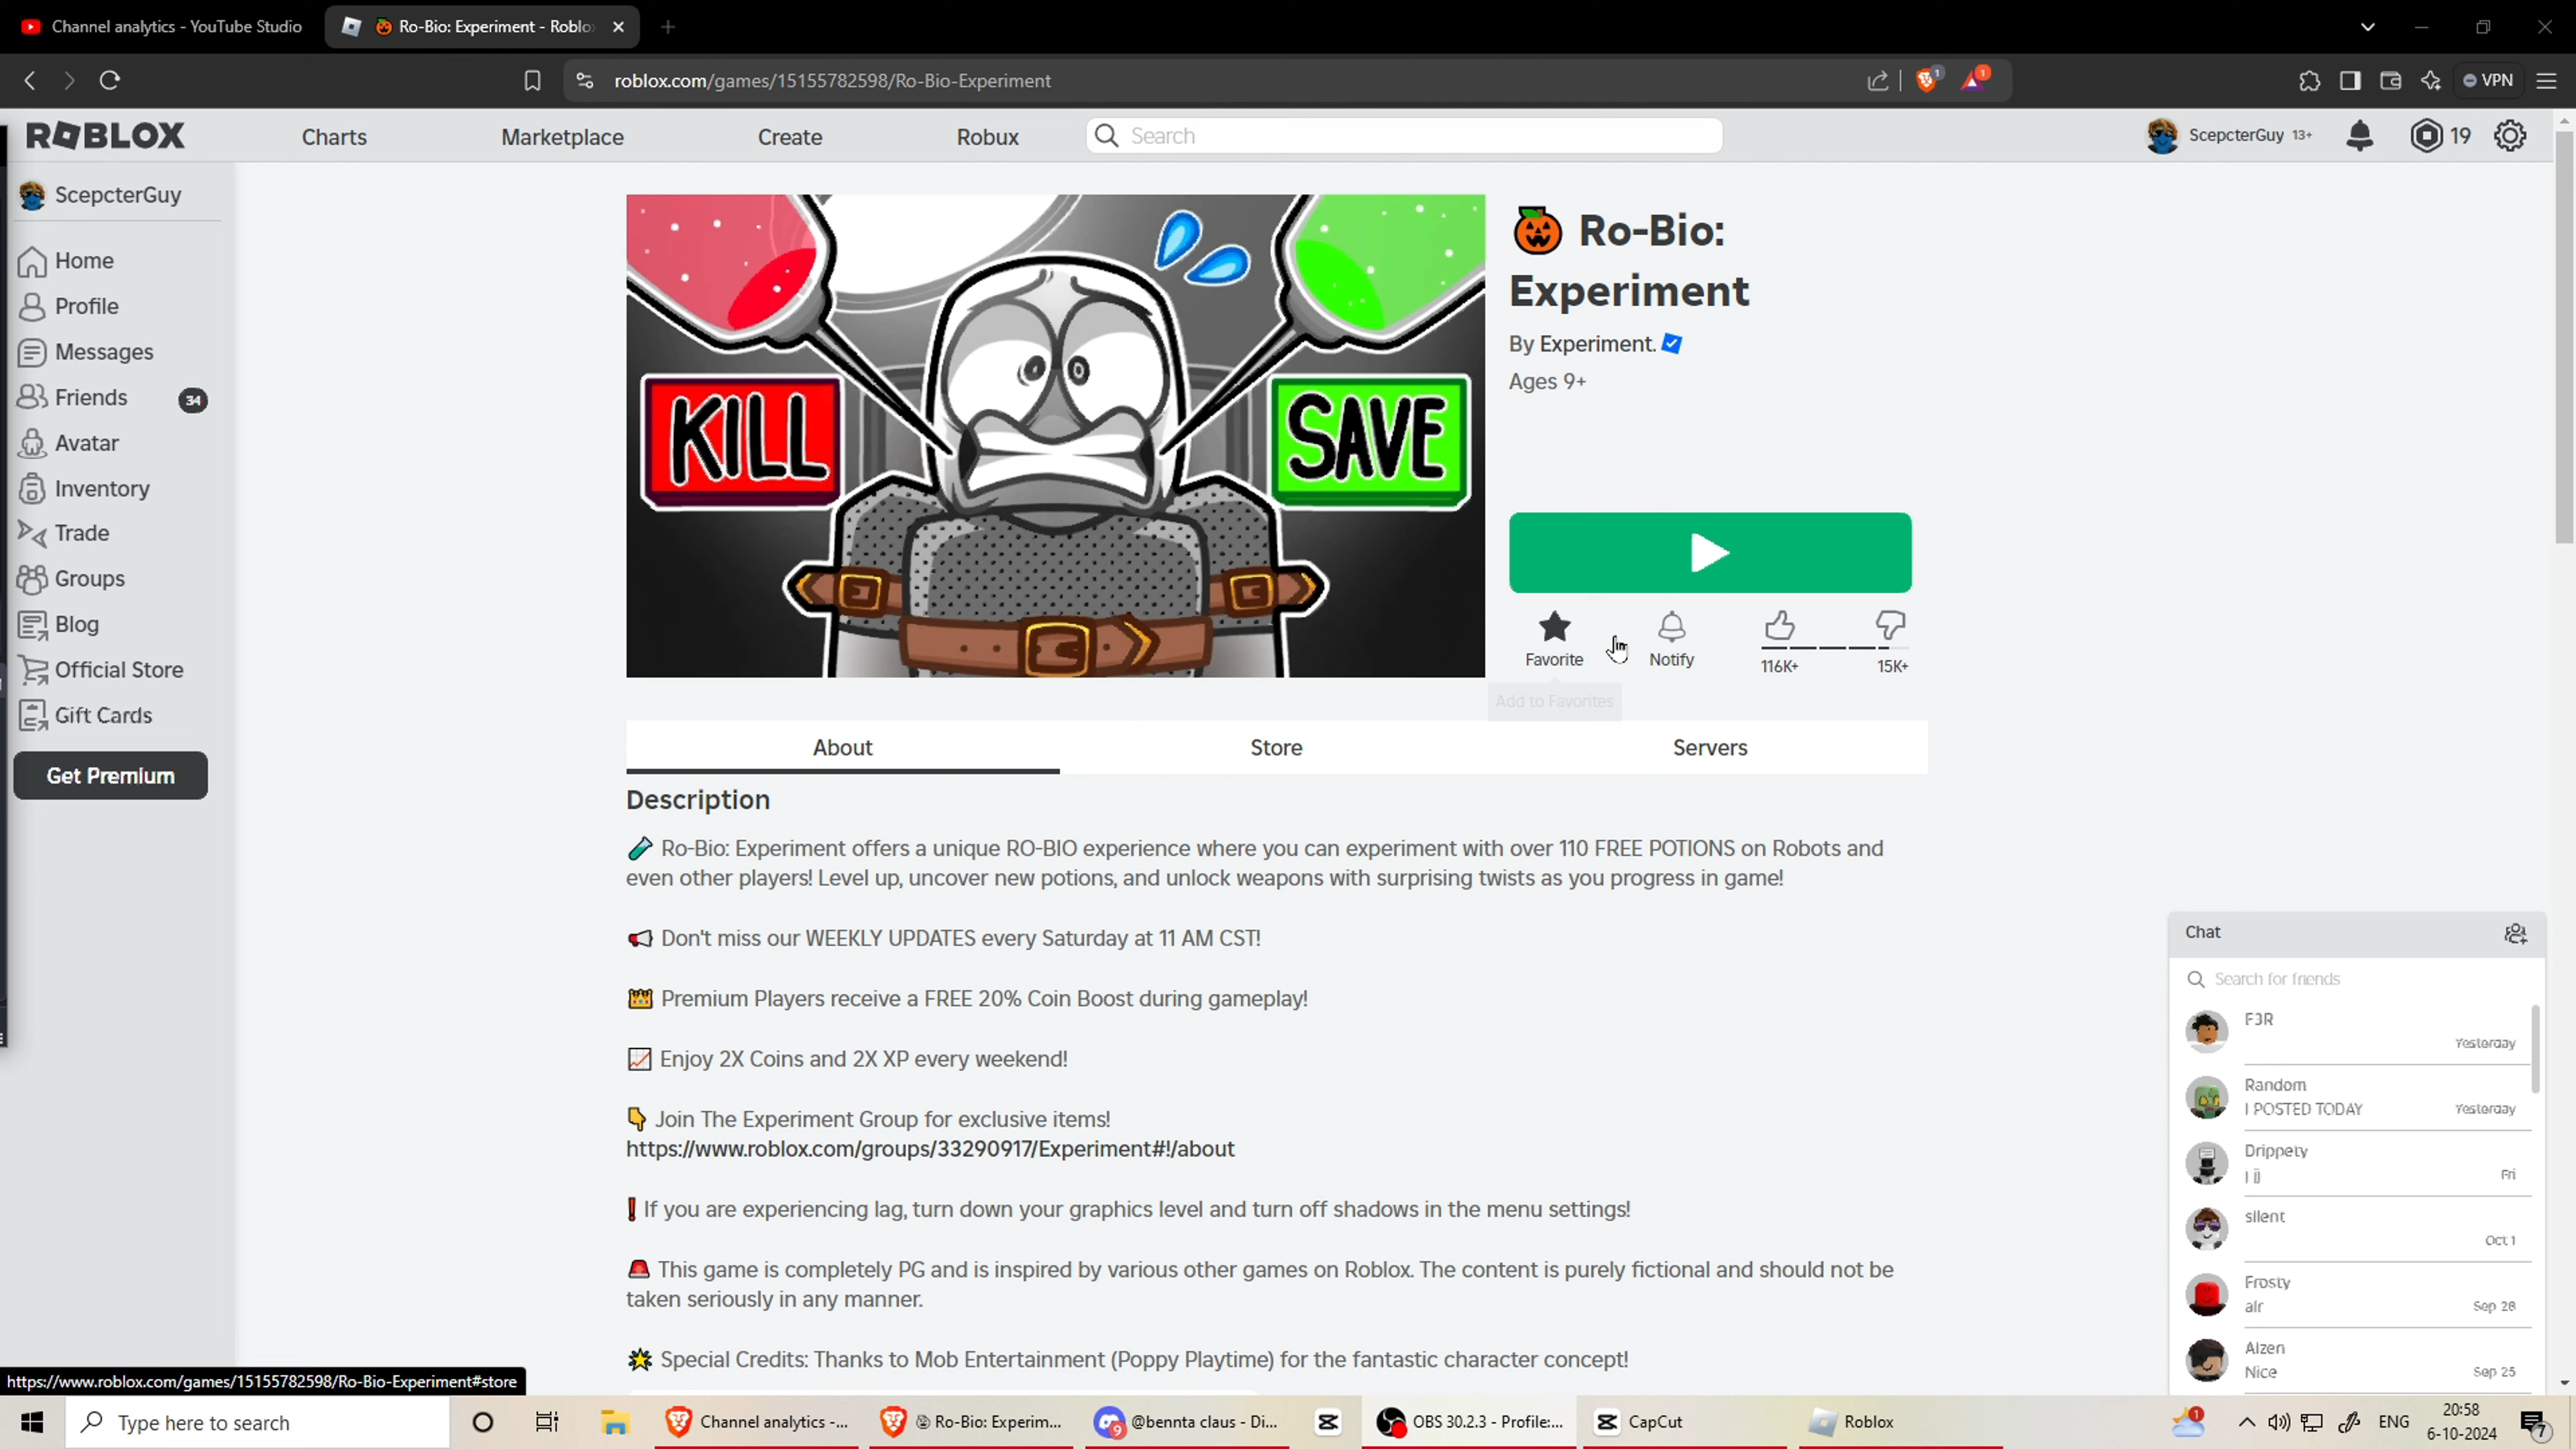 Channel analytics - YouTube Studio
Ro-Bio: Experiment - Roblo
roblox.com/games/15155782598/Ro-Bio-Experiment
1
1
VPN
ROBLOX
Charts
Marketplace
Create
Robux
Search
ScepcterGuy 13+
19
ScepcterGuy
Home
Profile
Messages
Friends 34
Avatar
Inventory
Trade
Groups
Blog
Official Store
Gift Cards
Get Premium
KILL
SAVE
Ro-Bio:
Experiment
By Experiment.
Ages 9+
Favorite
Notify
116K+
15K+
Add to Favorites
About
Store
Servers
Description
Ro-Bio: Experiment offers a unique RO-BIO experience where you can experiment with over 110 FREE POTIONS on Robots and
even other players! Level up, uncover new potions, and unlock weapons with surprising twists as you progress in game!
Don't miss our WEEKLY UPDATES every Saturday at 11 AM CST!
Premium Players receive a FREE 20% Coin Boost during gameplay!
Enjoy 2X Coins and 2X XP every weekend!
Join The Experiment Group for exclusive items!
https://www.roblox.com/groups/33290917/Experiment#!/about
If you are experiencing lag, turn down your graphics level and turn off shadows in the menu settings!
This game is completely PG and is inspired by various other games on Roblox. The content is purely fictional and should not be
taken seriously in any manner.
Special Credits: Thanks to Mob Entertainment (Poppy Playtime) for the fantastic character concept!
Chat
Search for friends
F3R
Yesterday
Random
I POSTED TODAY Yesterday
Drippety
Fri
silent
Oct 1
Frosty
air Sep 28
Aizen
Nice Sep 25
https://www.roblox.com/games/15155782598/Ro-Bio-Experiment#store
Type here to search
Channel analytics -...
Ro-Bio: Experim...
9
@bennta claus - Di...
OBS 30.2.3 - Profile:...
CapCut
Roblox
1
ENG
20:58
6-10-2024
7